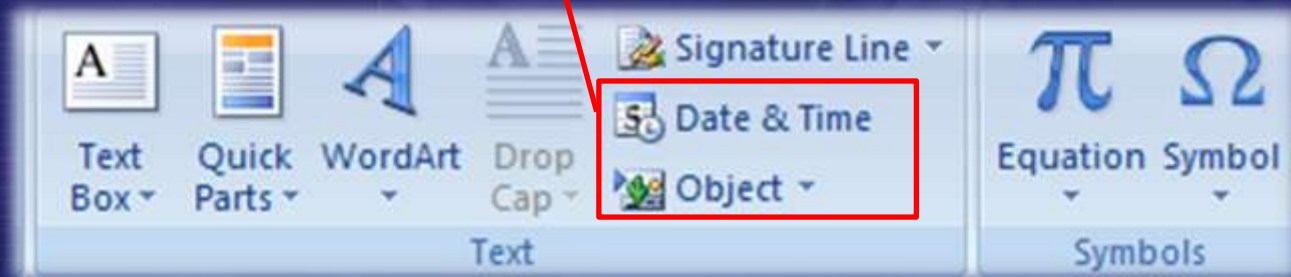 Text Box
Quick Parts
WordArt
Drop Cap
Signature Line
Date & Time
Object
Text
Equation
Symbol
Symbols